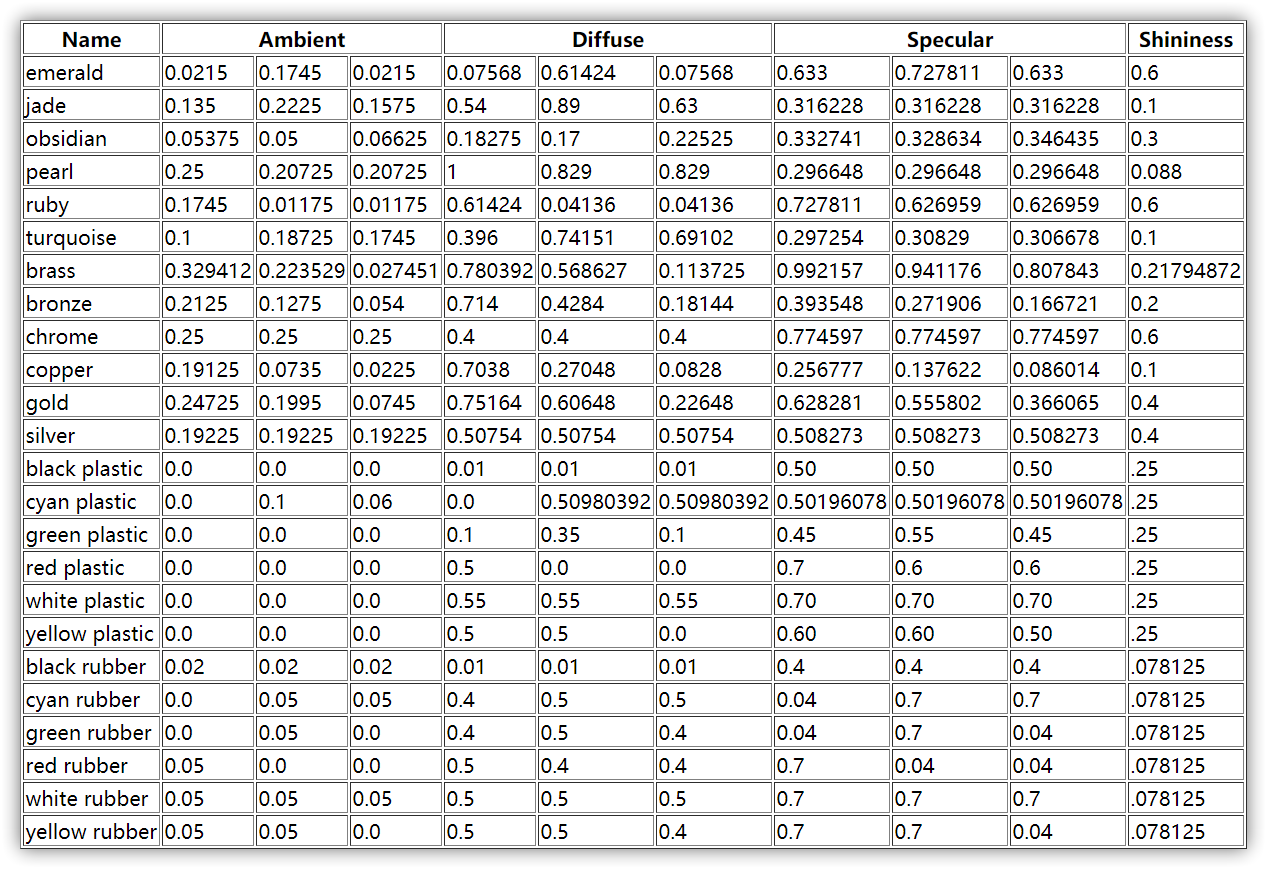 Name Ambient Diffuse Specular Shininess
emerald 0.0215 0.1745 0.0215 0.07568 0.61424 0.07568 0.633 0.727811 0.633 0.6
jade 0.135 0.2225 0.1575 0.54 0.89 0.63 0.316228 0.316228 0.316228 0.1
obsidian 0.05375 0.05 0.06625 0.18275 0.17 0.22525 0.332741 0.328634 0.346435 0.3
pearl 0.25 0.20725 0.20725 1 0.829 0.829 0.296648 0.296648 0.296648 0.088
ruby 0.1745 0.01175 0.01175 0.61424 0.04136 0.04136 0.727811 0.626959 0.626959 0.6
turquoise 0.1 0.18725 0.1745 0.396 0.74151 0.69102 0.297254 0.30829 0.306678 0.1
brass 0.329412 0.223529 0.027451 0.780392 0.568627 0.113725 0.992157 0.941176 0.807843 0.21794872
bronze 0.2125 0.1275 0.054 0.714 0.4284 0.18144 0.393548 0.271906 0.166721 0.2
chrome 0.25 0.25 0.25 0.4 0.4 0.4 0.774597 0.774597 0.774597 0.6
copper 0.19125 0.0735 0.0225 0.7038 0.27048 0.0828 0.256777 0.137622 0.086014 0.1
gold 0.24725 0.1995 0.0745 0.75164 0.60648 0.22648 0.628281 0.555802 0.366065 0.4
silver 0.19225 0.19225 0.19225 0.50754 0.50754 0.50754 0.508273 0.508273 0.508273 0.4
black plastic 0.0 0.0 0.0 0.01 0.01 0.01 0.50 0.50 0.50 .25
cyan plastic 0.0 0.1 0.06 0.0 0.50980392 0.50980392 0.50196078 0.50196078 0.50196078 .25
green plastic 0.0 0.0 0.0 0.1 0.35 0.1 0.45 0.55 0.45 .25
red plastic 0.0 0.0 0.0 0.5 0.0 0.0 0.7 0.6 0.6 .25
white plastic 0.0 0.0 0.0 0.55 0.55 0.55 0.70 0.70 0.70 .25
yellow plastic 0.0 0.0 0.0 0.5 0.5 0.0 0.60 0.60 0.50 .25
black rubber 0.02 0.02 0.02 0.01 0.01 0.01 0.4 0.4 0.4 .078125
cyan rubber 0.0 0.05 0.05 0.4 0.5 0.5 0.04 0.7 0.7 .078125
green rubber 0.0 0.05 0.0 0.4 0.5 0.4 0.04 0.7 0.04 .078125
red rubber 0.05 0.0 0.0 0.5 0.4 0.4 0.7 0.04 0.04 .078125
white rubber 0.05 0.05 0.05 0.5 0.5 0.5 0.7 0.7 0.7 .078125
yellow rubber 0.05 0.05 0.0 0.5 0.5 0.4 0.7 0.7 0.04 .078125